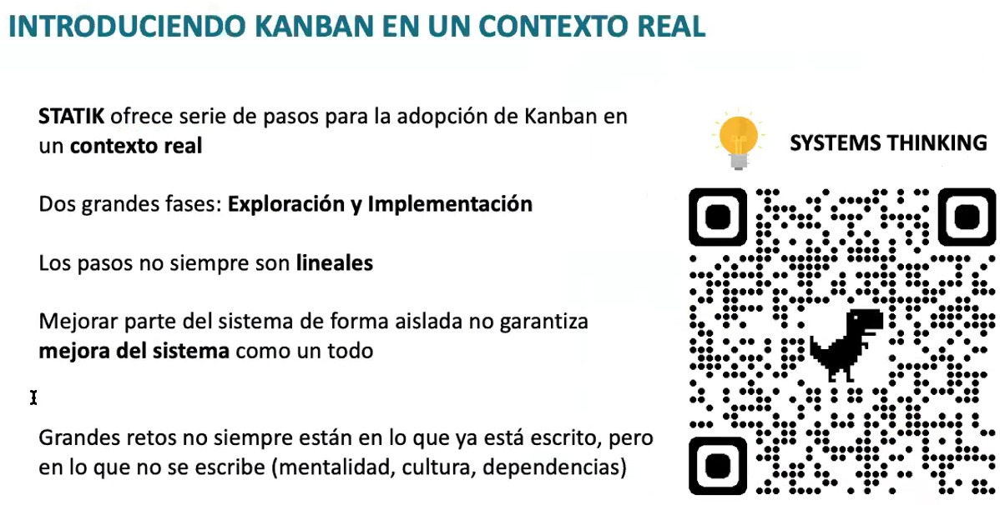 INTRODUCIENDO KANBAN EN UN CONTEXTO REAL
STATIK ofrece serie de pasos para la adopción de Kanban en
un contexto real
SYSTEMS THINKING
Dos grandes fases: Exploración y Implementación
Los pasos no siempre son lineales
Mejorar parte del sistema de forma aislada no garantiza
mejora del sistema como un todo
Grandes retos no siempre están en lo que ya está escrito, pero
en lo que no se escribe (mentalidad, cultura, dependencias)